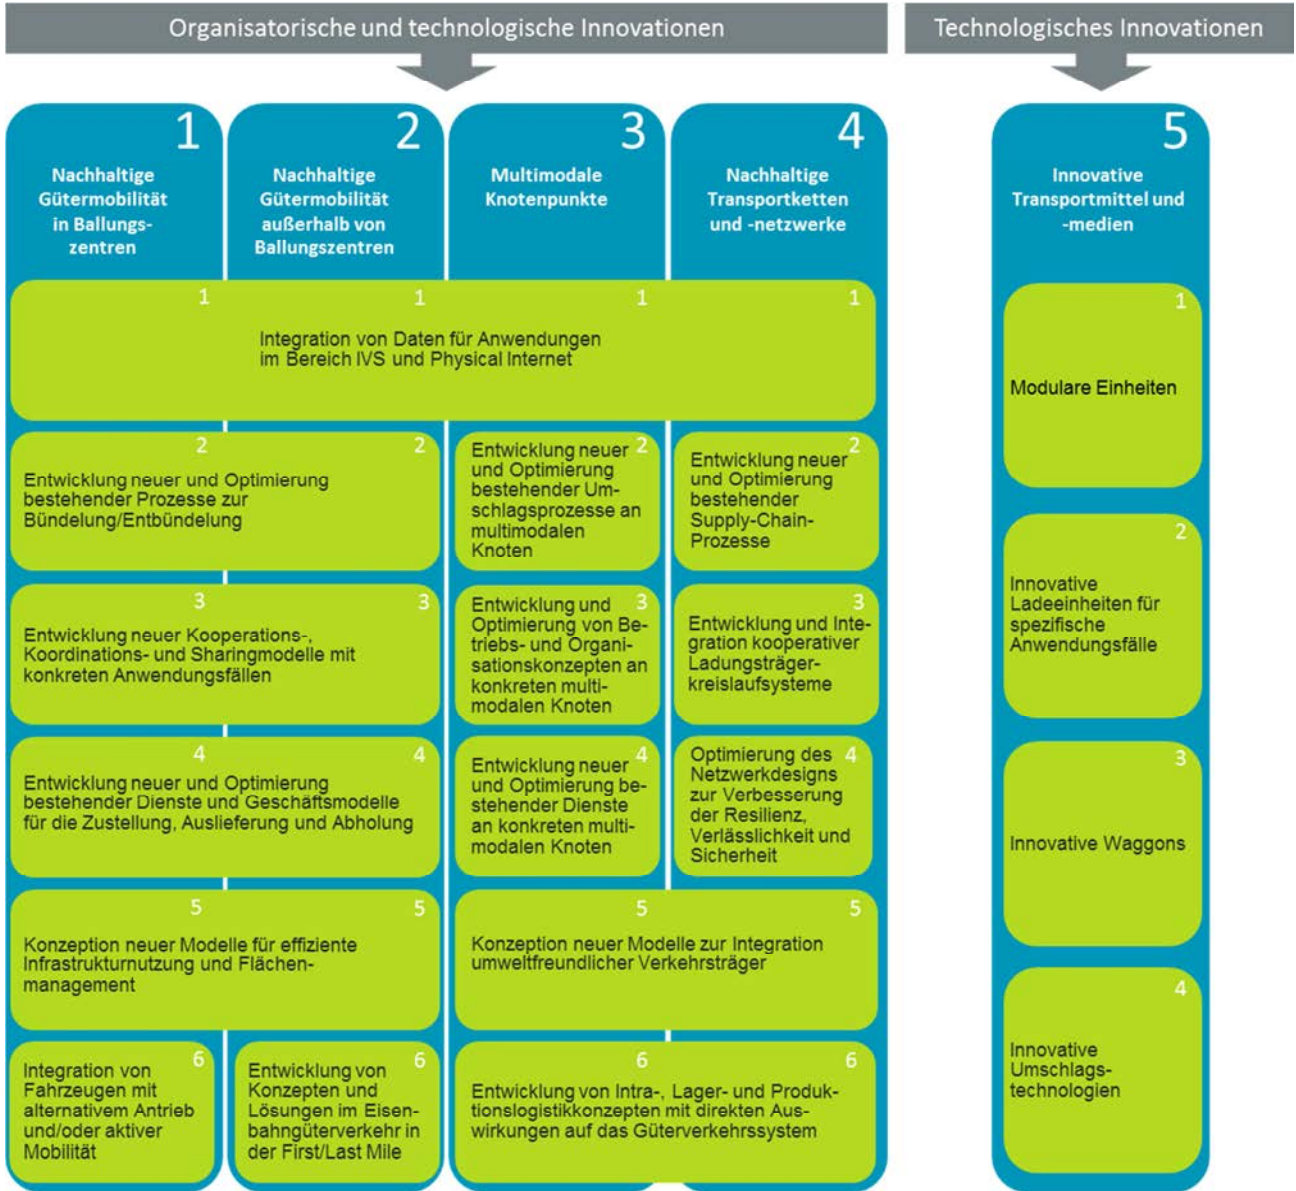 Organisatorische und technologische Innovationen
Technologisches Innovationen
1
Nachhaltige
Gütermobilität
in Ballungs-
zentren
2
Nachhaltige
Gütermobilität
außerhalb von
Ballungszentren
3
Multimodale
Knotenpunkte
4
Nachhaltige
Transportketten
und -netzwerke
5
Innovative
Transportmittel und
-medien
1
1
1
1
Integration von Daten für Anwendungen
im Bereich IVS und Physical Internet
2
2
Entwicklung neuer und Optimierung
bestehender Prozesse zur
Bündelung/Entbündelung
2
Entwicklung neuer
und Optimierung
bestehender Um-
schlagsprozesse an
multimodalen
Knoten
2
Entwicklung neuer
und Optimierung
bestehender
Supply-Chain-
Prozesse
3
3
Entwicklung neuer Kooperations-,
Koordinations- und Sharingmodelle mit
konkreten Anwendungsfällen
3
Entwicklung und
Optimierung von Be-
triebs- und Organi-
sationskonzepten an
konkreten multi-
modalen Knoten
3
Entwicklung und Inte-
gration kooperativer
Ladungsträger-
kreislaufsysteme
4
4
Entwicklung neuer und Optimierung
bestehender Dienste und Geschäftsmodelle
für die Zustellung, Auslieferung und Abholung
4
Entwicklung neuer
und Optimierung be-
stehender Dienste
an konkreten multi-
modalen Knoten
4
Optimierung des
Netzwerkdesigns
zur Verbesserung
der Resilienz,
Verlässlichkeit und
Sicherheit
5
5
Konzeption neuer Modelle für effiziente
Infrastrukturnutzung und Flächen-
management
5
5
Konzeption neuer Modelle zur Integration
umweltfreundlicher Verkehrsträger
6
Integration von
Fahrzeugen mit
alternativem Antrieb
und/oder aktiver
Mobilität
6
Entwicklung von
Konzepten und
Lösungen im Eisen-
bahngüterverkehr in
der First/Last Mile
6
6
Entwicklung von Intra-, Lager- und Produk-
tionslogistikkonzepten mit direkten Aus-
wirkungen auf das Güterverkehrssystem
1
Modulare Einheiten
2
Innovative
Ladeeinheiten für
spezifische
Anwendungsfälle
3
Innovative Waggons
4
Innovative
Umschlags-
technologien